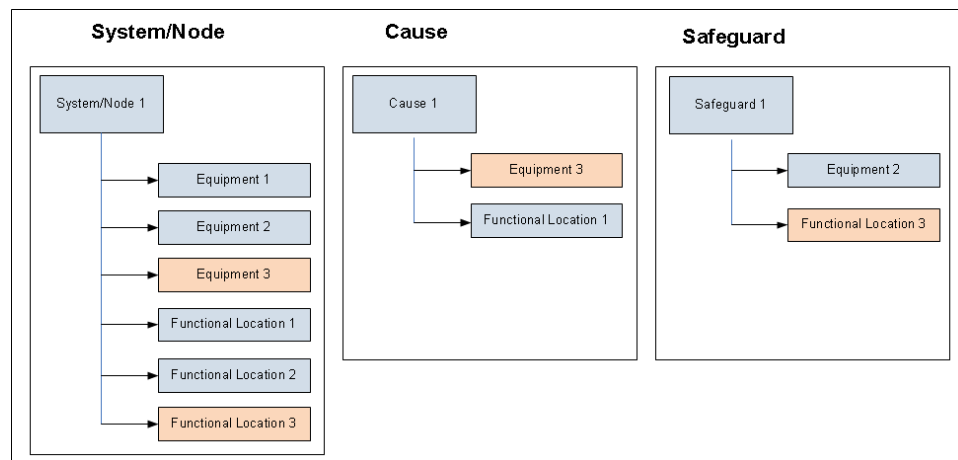 System/Node
Cause
Safeguard
System/Node 1
Equipment 1
Equipment 2
Equipment 3
Functional Location 1
Functional Location 2
Functional Location 3
Cause 1
Equipment 3
Functional Location 1
Safeguard 1
Equipment 2
Functional Location 3